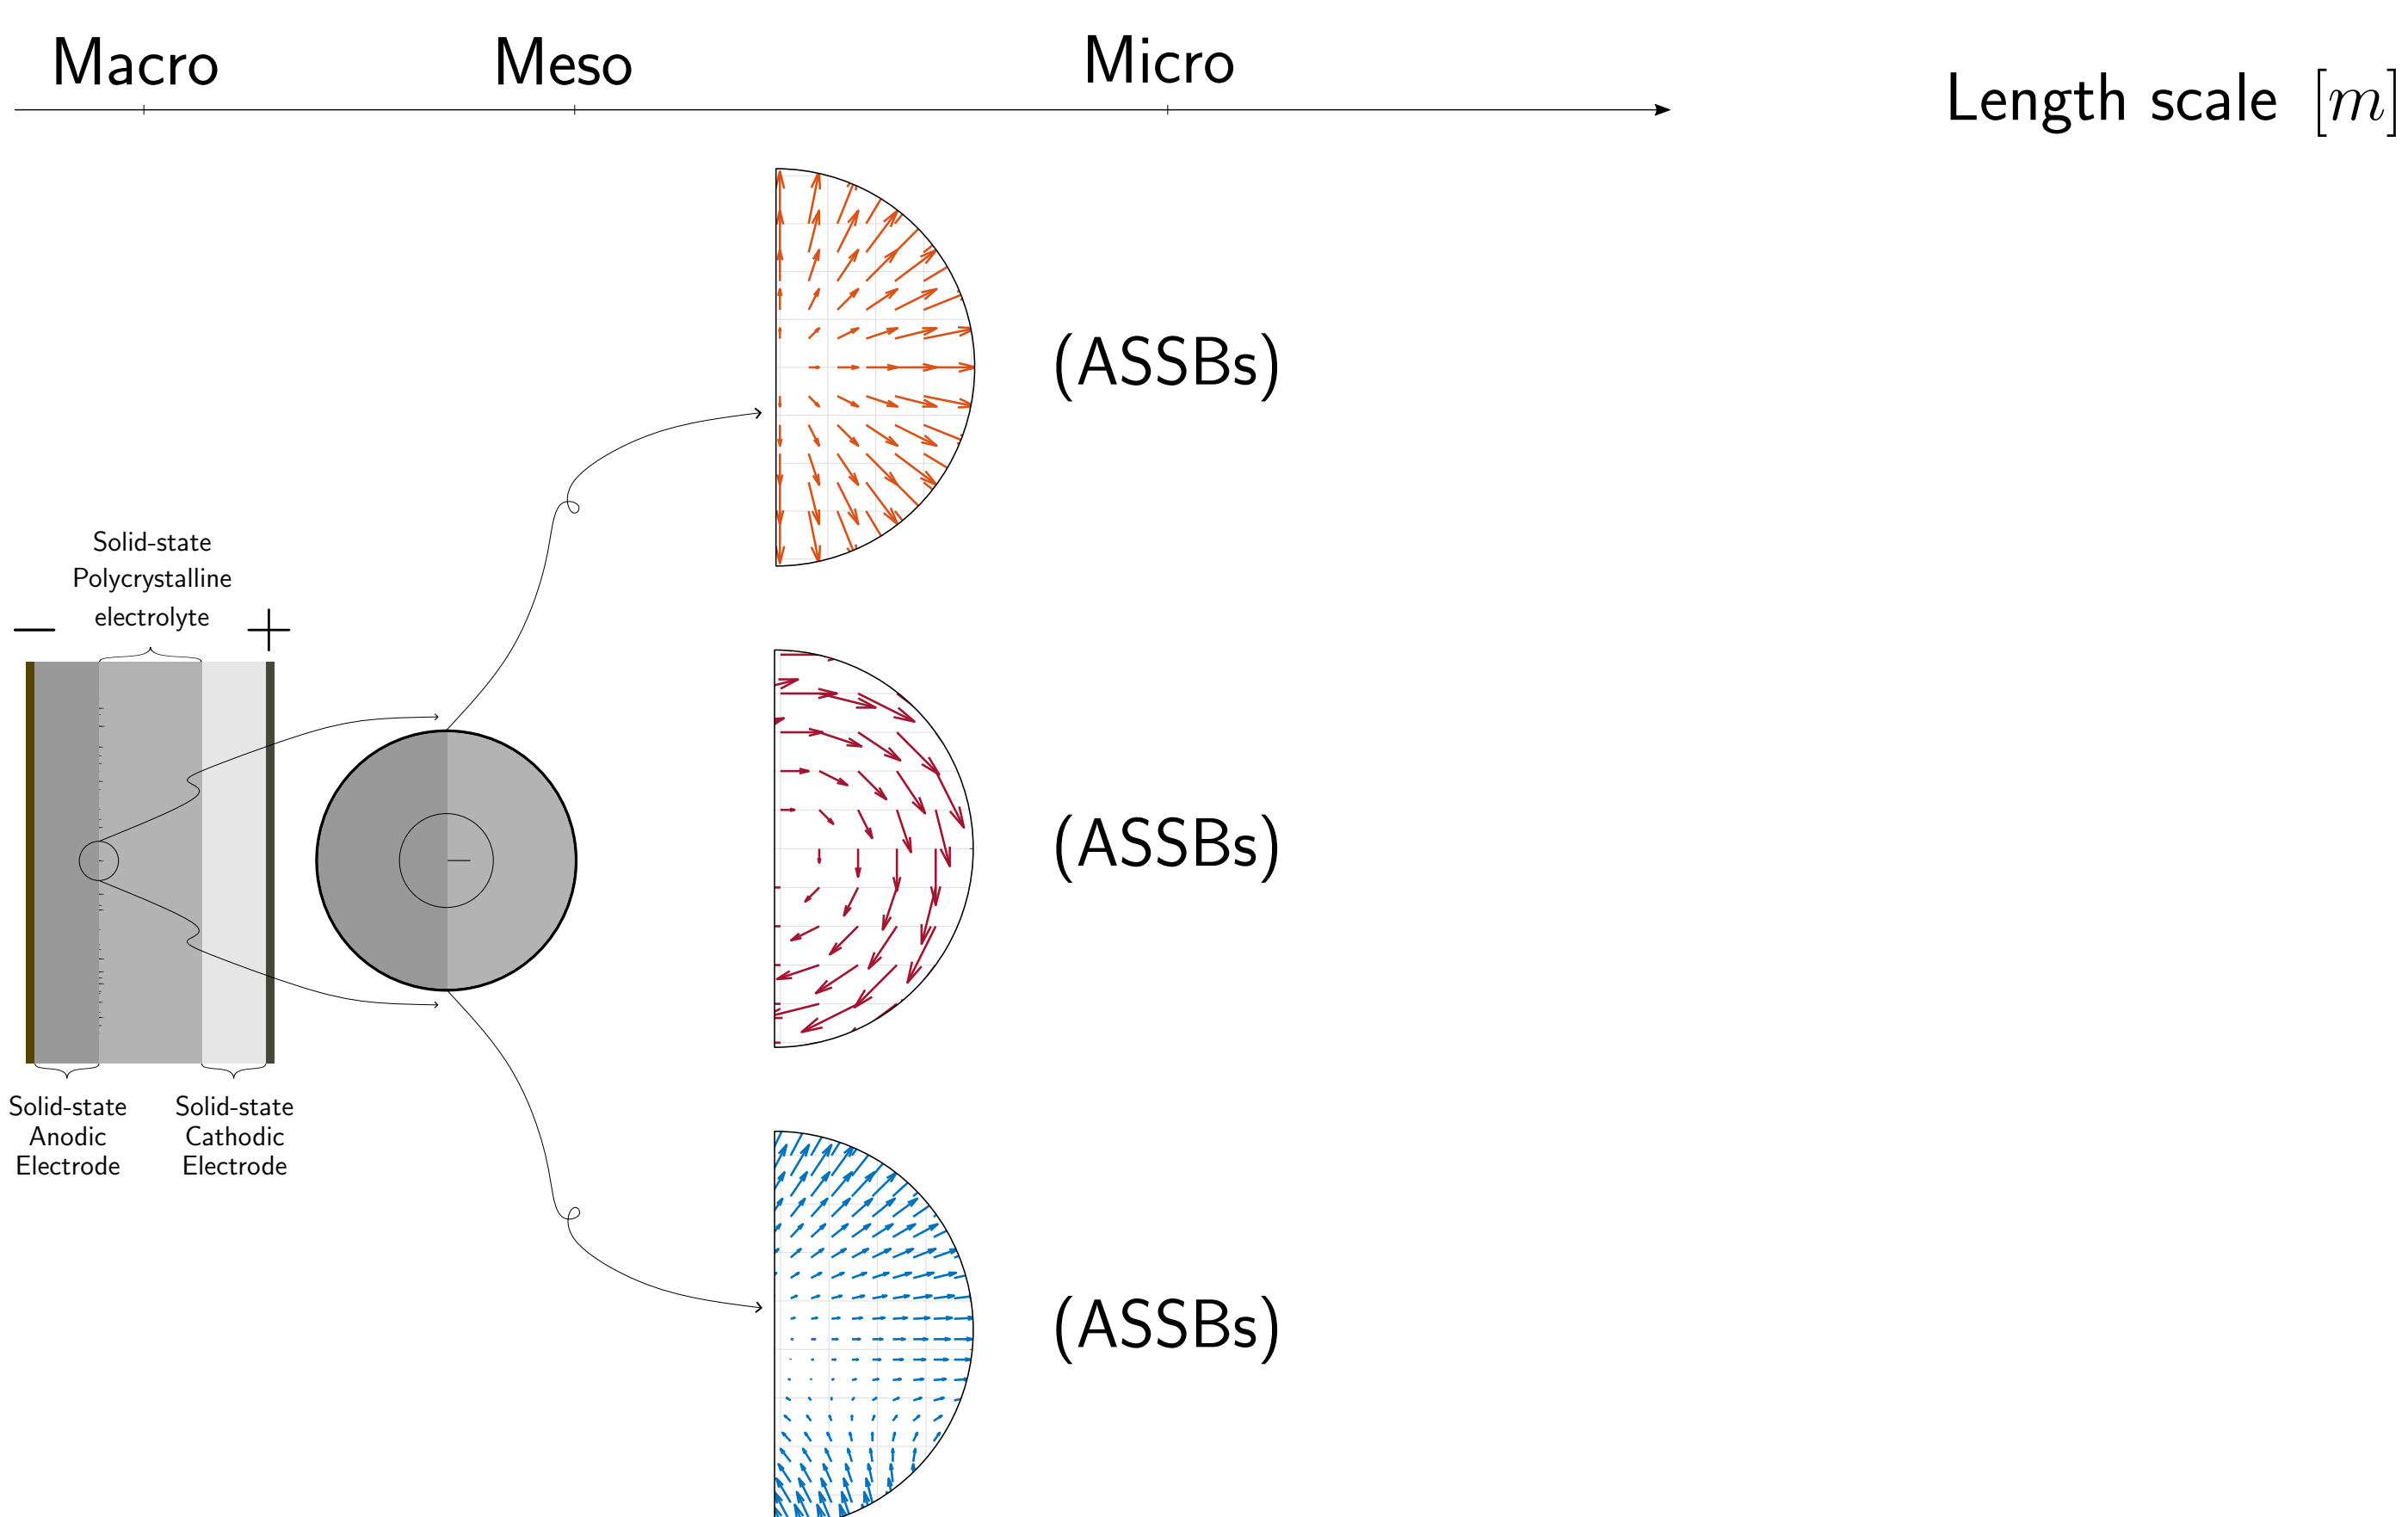 Macro
Meso
Micro
Length scale [m]
(ASSBs)
Solid-state
Polycrystalline
electrolyte
− +
(ASSBs)
Solid-state
Anodic
Electrode
Solid-state
Cathodic
Electrode
(ASSBs)